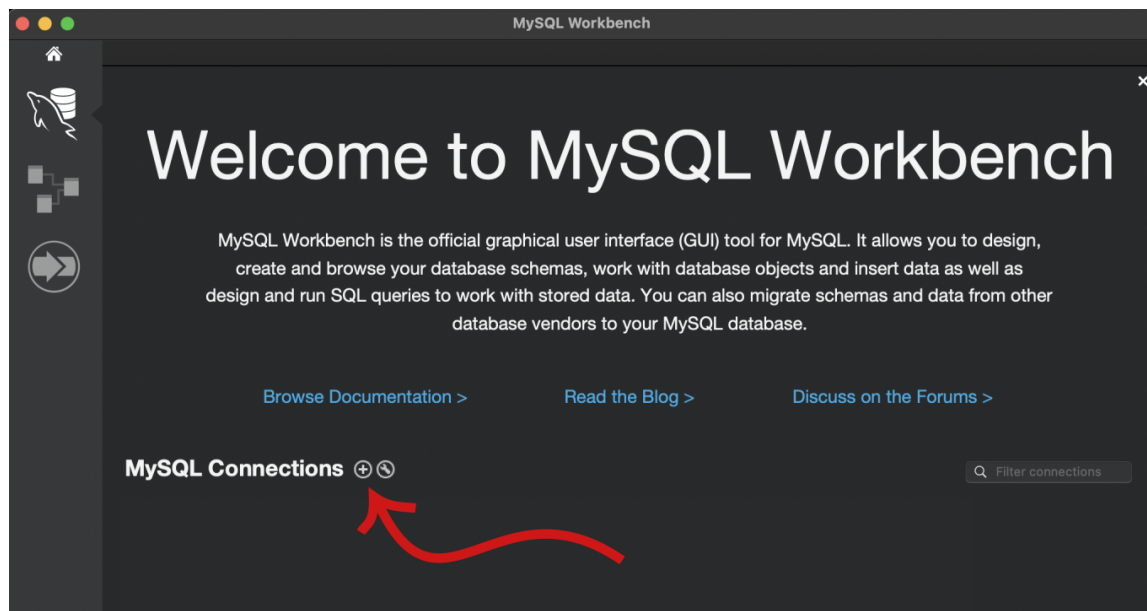 MySQL Workbench
Welcome to MySQL Workbench
MySQL Workbench is the official graphical user interface (GUI) tool for MySQL. It allows you to design,
create and browse your database schemas, work with database objects and insert data as well as
design and run SQL queries to work with stored data. You can also migrate schemas and data from other
database vendors to your MySQL database.
Browse Documentation > Read the Blog > Discuss on the Forums >
MySQL Connections Filter connections